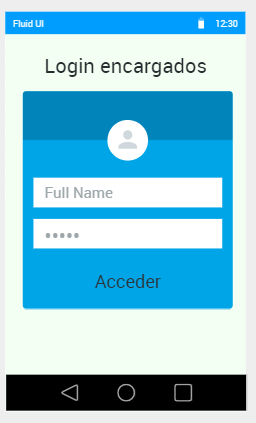 Fluid UI 12:30
Login encargados
Full Name
•••••
Acceder